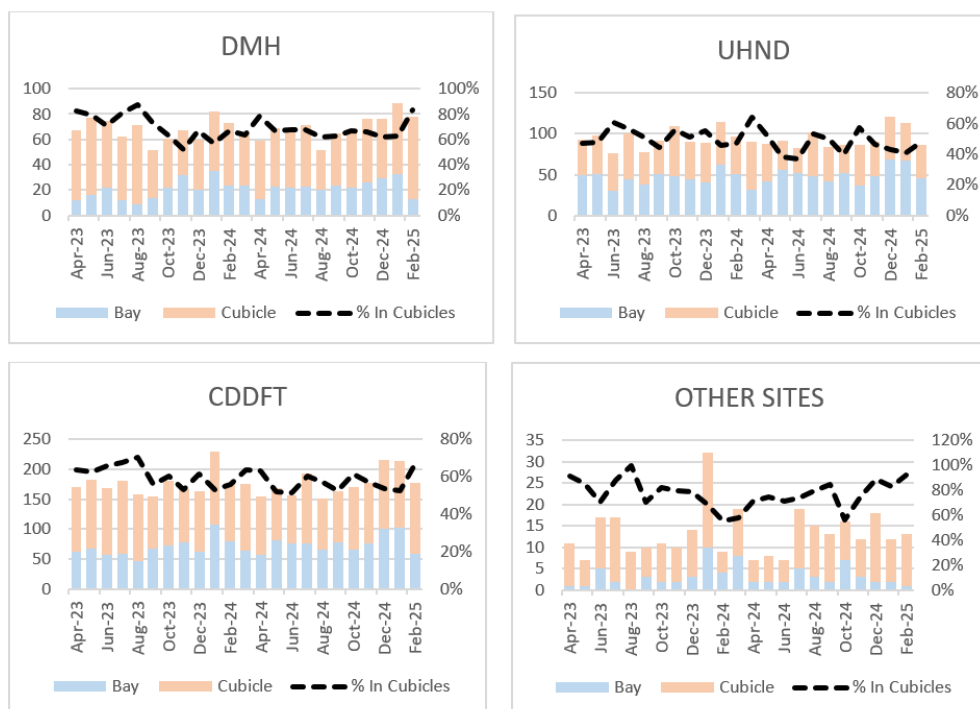 DMH
100 100%
80 80%
60 60%
40 40%
20 20%
0 0%
Apr-23 Jun-23 Aug-23 Oct-23 Dec-23 Feb-24 Apr-24 Jun-24 Aug-24 Oct-24 Dec-24 Feb-25
Bay Cubicle % In Cubicles
UHND
150 80%
60%
100
40%
50
20%
0 0%
Apr-23 Jun-23 Aug-23 Oct-23 Dec-23 Feb-24 Apr-24 Jun-24 Aug-24 Oct-24 Dec-24 Feb-25
Bay Cubicle % In Cubicles
CDDFT
250 80%
200
60%
150
40%
100
20%
50
0 0%
Apr-23 Jun-23 Aug-23 Oct-23 Dec-23 Feb-24 Apr-24 Jun-24 Aug-24 Oct-24 Dec-24 Feb-25
Bay Cubicle % In Cubicles
OTHER SITES
35 120%
30 100%
25
80%
20
60%
15
40%
10
5 20%
0 0%
Apr-23 Jun-23 Aug-23 Oct-23 Dec-23 Feb-24 Apr-24 Jun-24 Aug-24 Oct-24 Dec-24 Feb-25
Bay Cubicle % In Cubicles